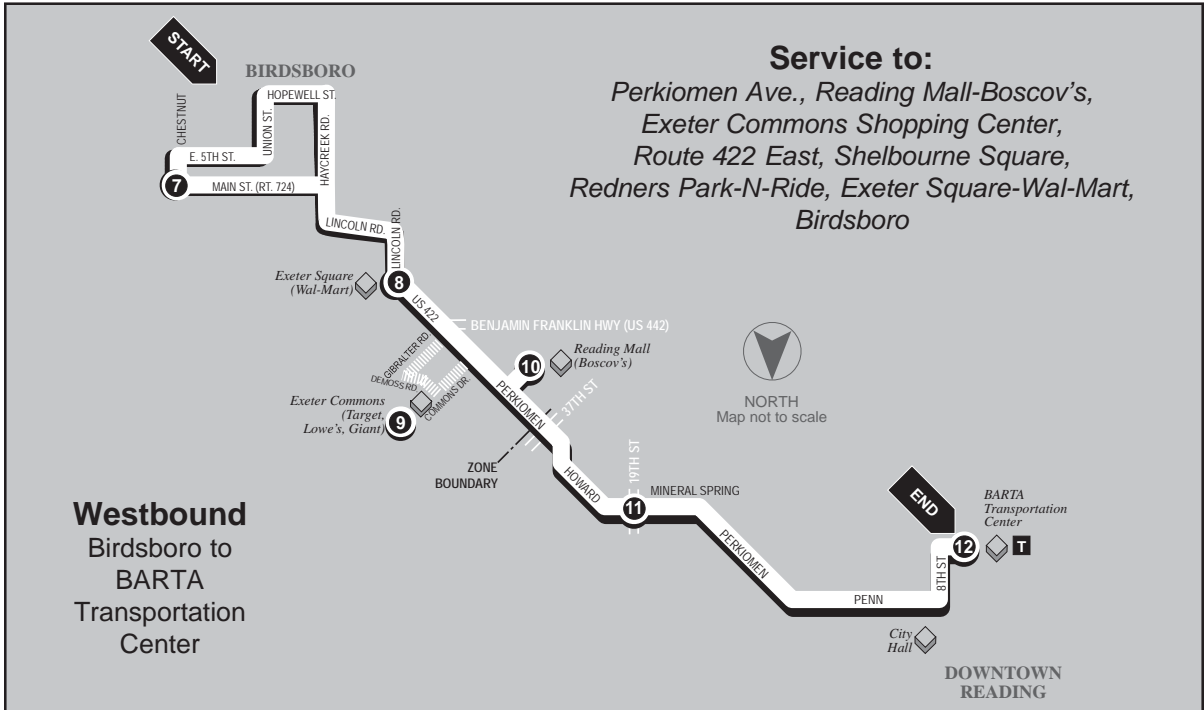 START
BIRDSBORO
Service to:
Perkiomen Ave., Reading Mall-Boscov's,
Exeter Commons Shopping Center,
Route 422 East, Shelbourne Square,
Redners Park-N-Ride, Exeter Square-Wal-Mart,
Birdsboro
HOPEWELL ST.
CHESTNUT
UNION ST.
HAYCREEK RD.
E. 5TH ST.
7
MAIN ST. (RT. 724)
LINCOLN RD.
LINCOLN RD.
Exeter Square
(Wal-Mart)
8
US 422
BENJAMIN FRANKLIN HWY (US 442)
GIBRALTER RD.
DEMOSS RD
COMMONS DR.
10
Reading Mall
(Boscov's)
PERKIOMEN
37TH ST
NORTH
Map not to scale
Exeter Commons
(Target,
Lowe's, Giant)
9
ZONE
BOUNDARY
HOWARD
19TH ST
11
MINERAL SPRING
PERKIOMEN
END
BARTA
Transportation
Center
12
T
8TH ST
PENN
City
Hall
DOWNTOWN
READING
Westbound
Birdsboro to
BARTA
Transportation
Center